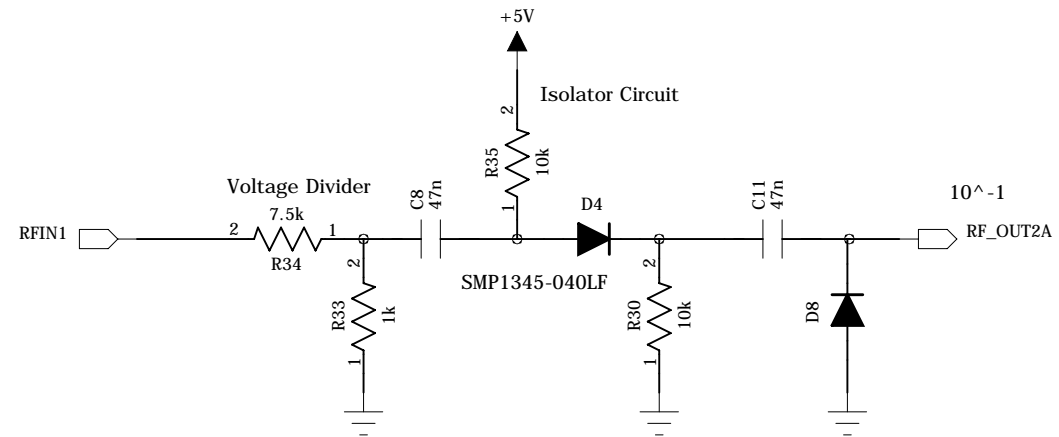 +5V
Isolator Circuit
2
R35
10k
1
Voltage Divider
7.5k
2
1
R34
C8
47n
D4
C11
47n
10^-1
RFIN1
RF_OUT2A
SMP1345-040LF
2
R33
1k
1
2
R30
10k
1
D8